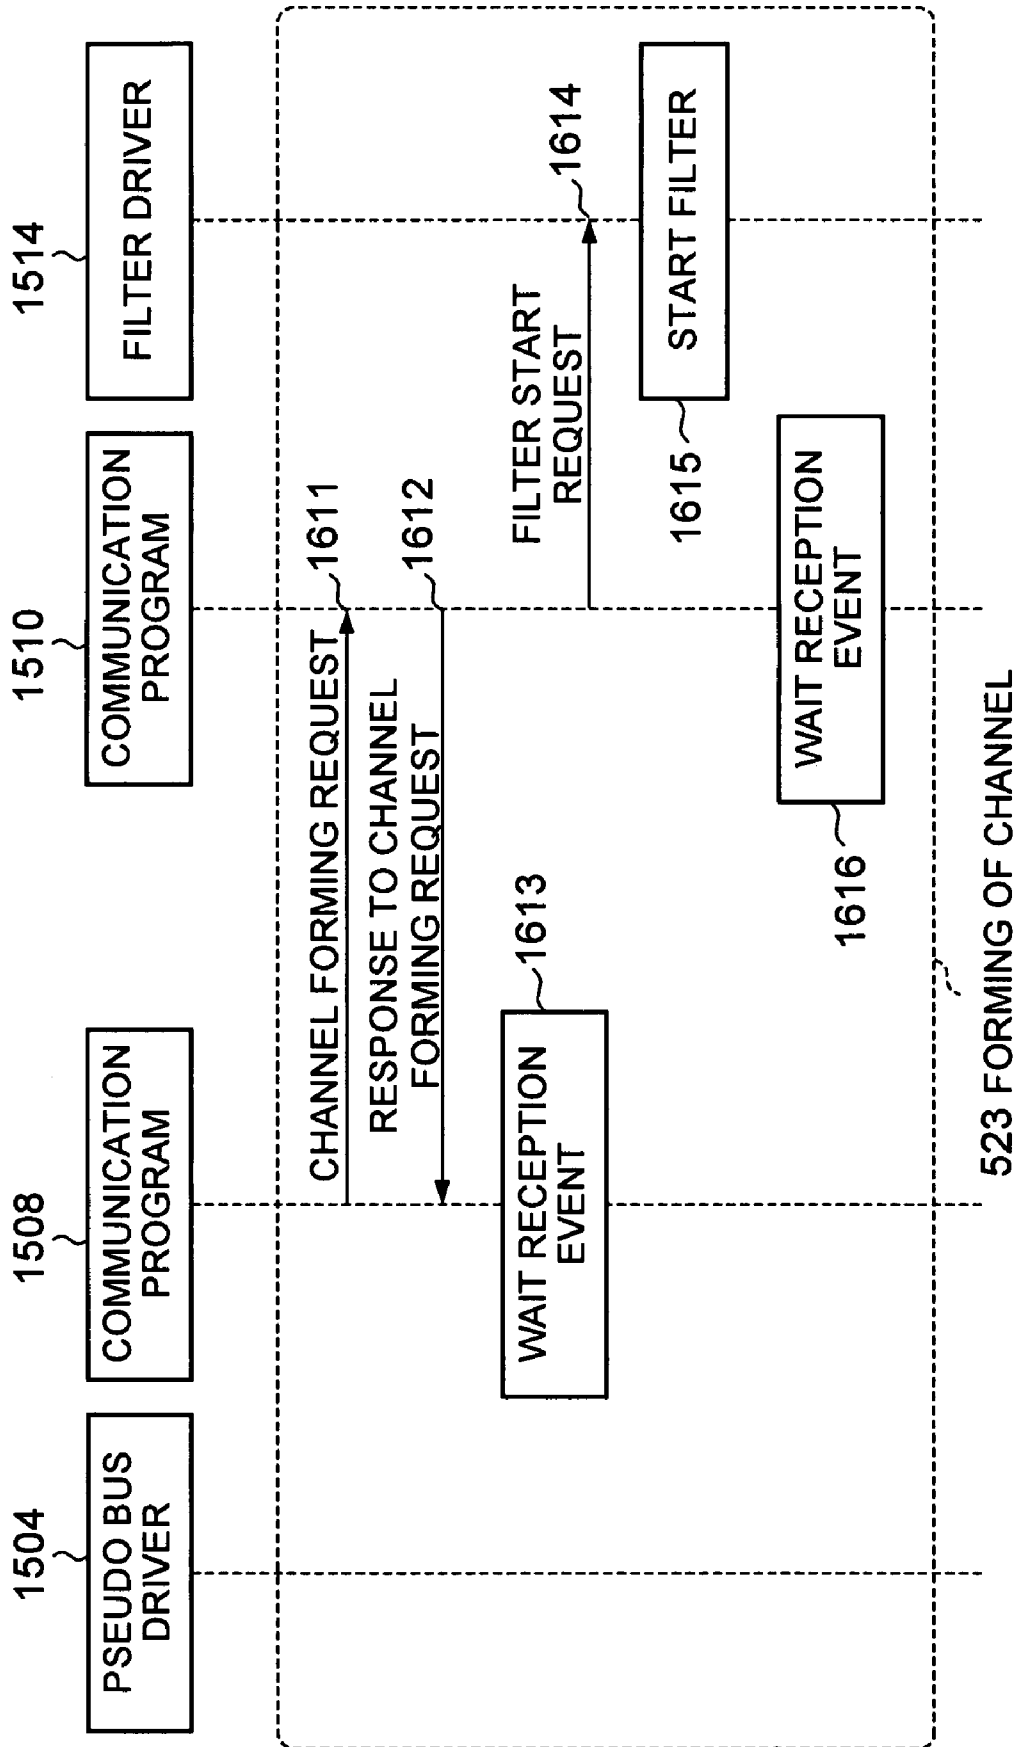 1504
PSEUDO BUS
DRIVER
1508
COMMUNICATION
PROGRAM
1510
COMMUNICATION
PROGRAM
1514
FILTER DRIVER
CHANNEL FORMING REQUEST
1611
RESPONSE TO CHANNEL
FORMING REQUEST
1612
WAIT RECEPTION
EVENT
1613
FILTER START
REQUEST
1614
START FILTER
1615
WAIT RECEPTION
EVENT
1616
523 FORMING OF CHANNEL